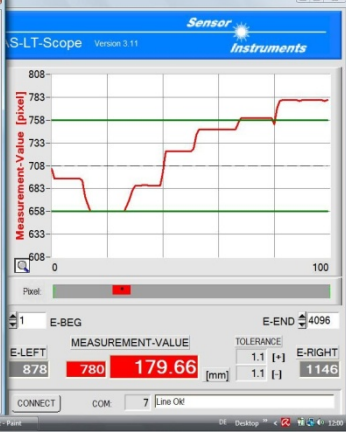 Sensor
AS-LT-Scope Version 3.11
Instruments
Measurement-Value [pixel]
808
783
758
733
708
683
658
633
608
0 100
Pixel:
1 E-BEG E-END 4096
MEASUREMENT-VALUE TOLERANCE
E-LEFT 1.1 [+] E-RIGHT
878 780 179.66 [mm] 1.1 [-] 1146
CONNECT COM: 7 Line Ok!
- Paint DE Desktop 12:00